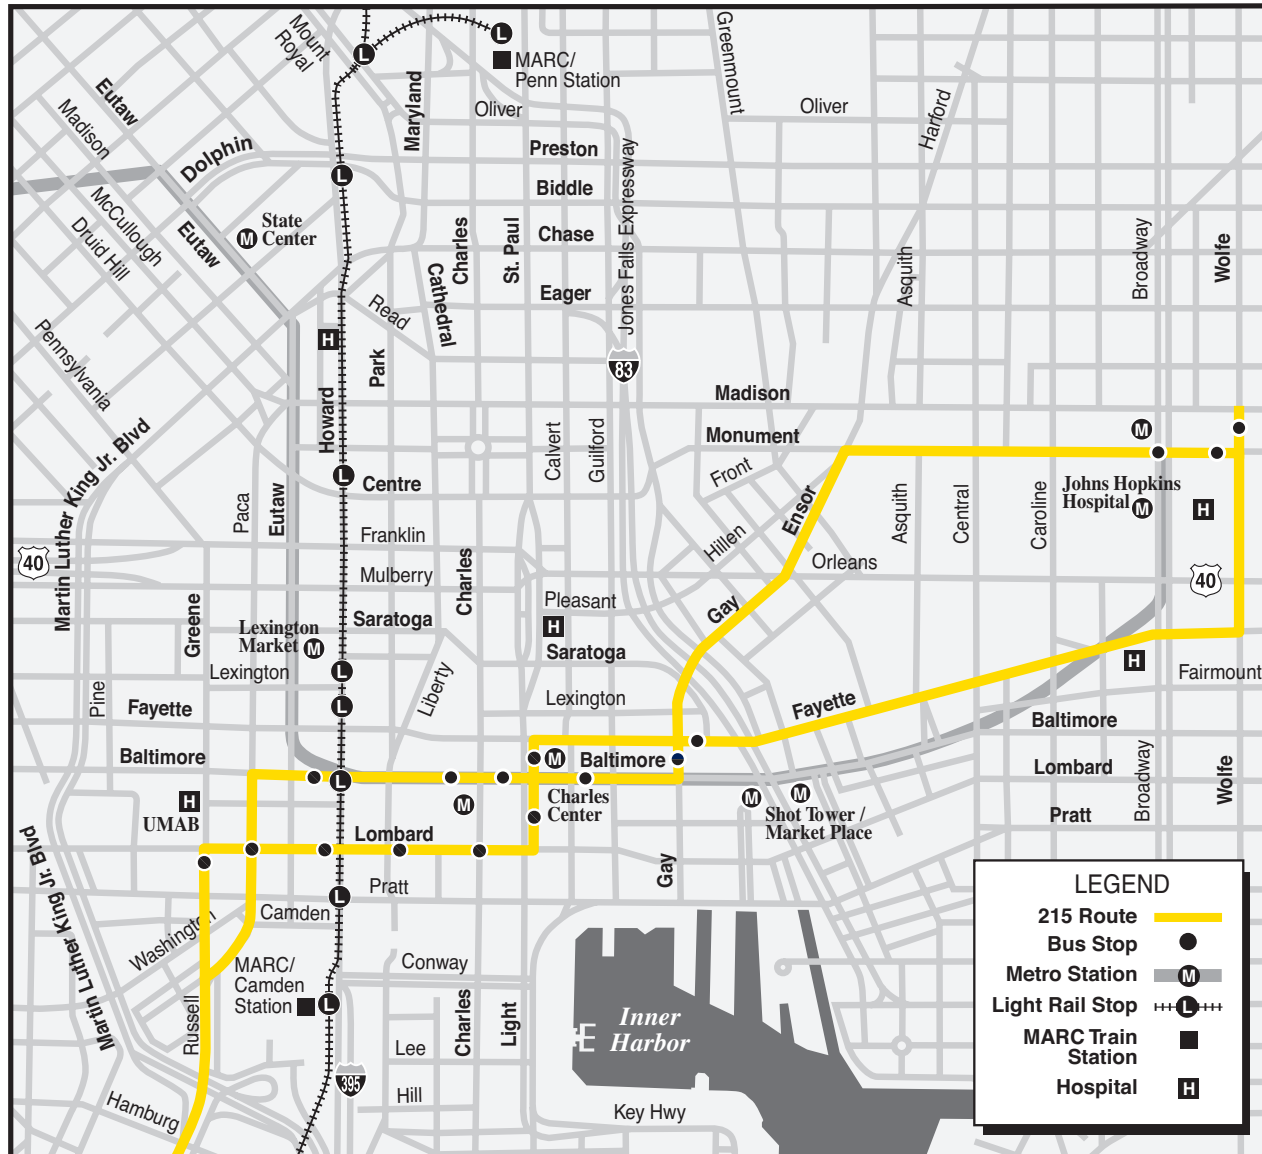 Mount
Royal
L
L
MARC/
Penn Station
Greenmount
Eutaw
Madison
Maryland
Oliver
Oliver
Harford
Dolphin
Preston
L
Biddle
Jones Falls Expressway
McCullough
Druid Hill
Eutaw
M
State
Center
Charles
St. Paul
Chase
Cathedral
Asquith
Broadway
Wolfe
Eager
Read
H
Pennsylvania
Park
83
Howard
Madison
Martin Luther King Jr. Blvd
Monument
Calvert
Guilford
Front
M
L
Centre
Paca
Eutaw
Ensor
Asquith
Central
Caroline
Johns Hopkins
Hospital
M
H
Franklin
Hillen
40
Mulberry
Orleans
40
Charles
Pleasant
Gay
Greene
Saratoga
H
Lexington
Market
M
Saratoga
H
Lexington
L
Liberty
Lexington
Fairmount
Pine
Fayette
L
Fayette
Baltimore
Baltimore
M
Baltimore
L
Lombard
Broadway
Wolfe
H
UMAB
M
Charles
Center
M
M
Shot Tower /
Market Place
Pratt
Lombard
Martin Luther King Jr. Blvd
Gay
Pratt
L
Camden
Washington
MARC/
Camden
Station
L
Conway
Russell
Charles
Light
E
Inner
Harbor
Lee
395
Hill
Hamburg
Key Hwy
LEGEND
215 Route
Bus Stop
Metro Station
M
Light Rail Stop
L
MARC Train
Station
Hospital
H